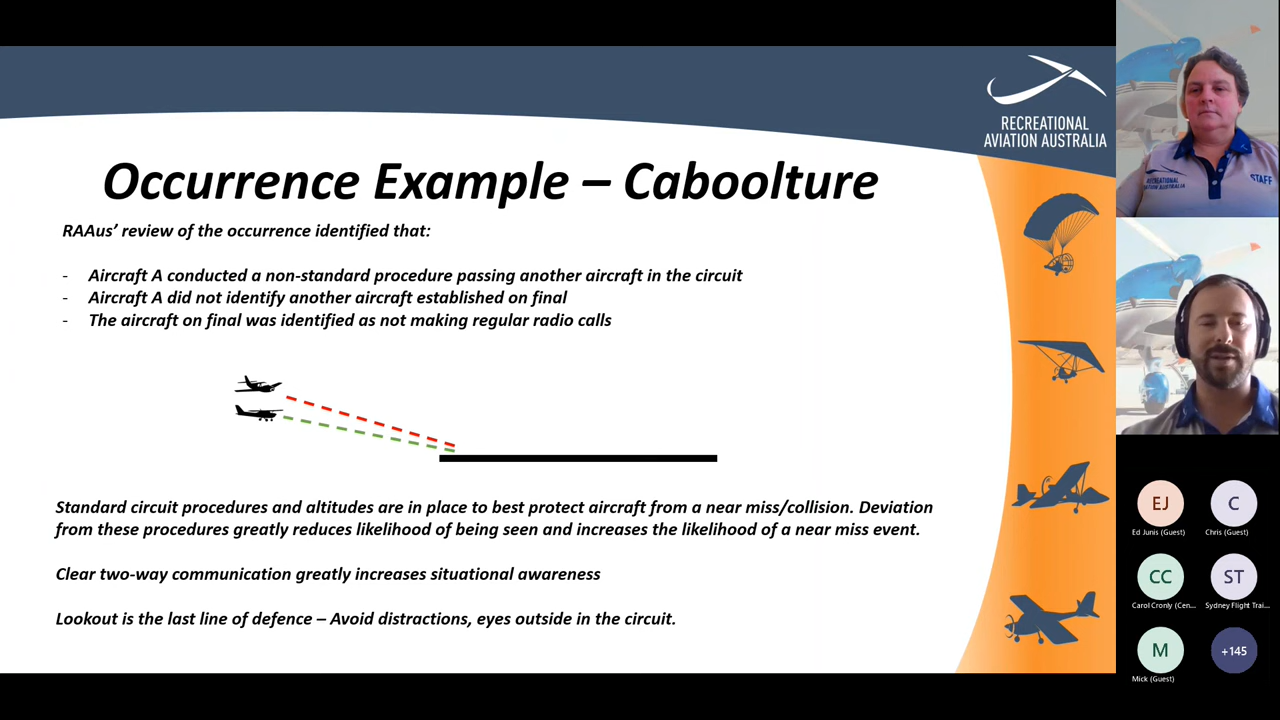 RECREATIONAL
AVIATION AUSTRALIA
Occurrence Example – Caboolture
RAAus' review of the occurrence identified that:
- Aircraft A conducted a non-standard procedure passing another aircraft in the circuit
- Aircraft A did not identify another aircraft established on final
- The aircraft on final was identified as not making regular radio calls
Standard circuit procedures and altitudes are in place to best protect aircraft from a near miss/collision. Deviation
from these procedures greatly reduces likelihood of being seen and increases the likelihood of a near miss event.
Clear two-way communication greatly increases situational awareness
Lookout is the last line of defence – Avoid distractions, eyes outside in the circuit.
RECREATIONAL
AVIATION AUSTRALIA
STAFF
EJ
Ed Junis (Guest)
C
Chris (Guest)
CC
Carol Cronly (Cen...
ST
Sydney Flight Trai...
M
Mick (Guest)
+145